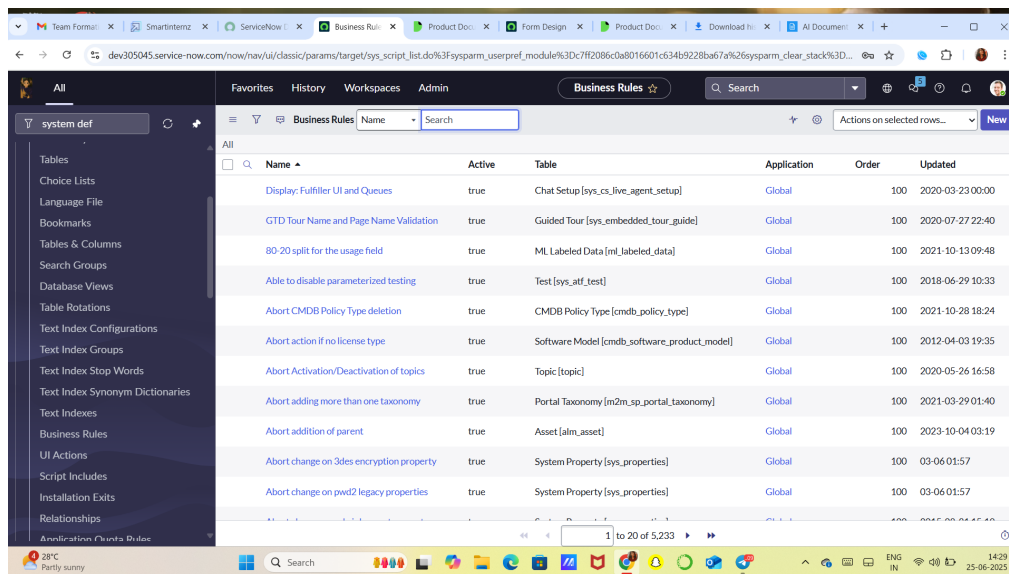 Team Format
Smartinternz
ServiceNow D
Business Rule
Product Docu
Form Design
Product Docu
Download hi
AI Document
dev305045.service-now.com/now/nav/ui/classic/params/target/sys_script_list.do%3Fsysparm_userpref_module%3Dc7ff2086c0a8016601c634b9228ba67a%26sysparm_clear_stack%3D...
All
Favorites History Workspaces Admin
Business Rules
Search
5
system def
Business Rules Name Search
Actions on selected rows...
New
All
Name Active Table Application Order Updated
Display: Fulfiller UI and Queues true Chat Setup [sys_cs_live_agent_setup] Global 100 2020-03-23 00:00
GTD Tour Name and Page Name Validation true Guided Tour [sys_embedded_tour_guide] Global 100 2020-07-27 22:40
80-20 split for the usage field true ML Labeled Data [ml_labeled_data] Global 100 2021-10-13 09:48
Able to disable parameterized testing true Test [sys_atf_test] Global 100 2018-06-29 10:33
Abort CMDB Policy Type deletion true CMDB Policy Type [cmdb_policy_type] Global 100 2021-10-28 18:24
Abort action if no license type true Software Model [cmdb_software_product_model] Global 100 2012-04-03 19:35
Abort Activation/Deactivation of topics true Topic [topic] Global 100 2020-05-26 16:58
Abort adding more than one taxonomy true Portal Taxonomy [m2m_sp_portal_taxonomy] Global 100 2021-03-29 01:40
Abort addition of parent true Asset [alm_asset] Global 100 2023-10-04 03:19
Abort change on 3des encryption property true System Property [sys_properties] Global 100 03-06 01:57
Abort change on pwd2 legacy properties true System Property [sys_properties] Global 100 03-06 01:57
1 to 20 of 5,233
Tables
Choice Lists
Language File
Bookmarks
Tables & Columns
Search Groups
Database Views
Table Rotations
Text Index Configurations
Text Index Groups
Text Index Stop Words
Text Index Synonym Dictionaries
Text Indexes
Business Rules
UI Actions
Script Includes
Installation Exits
Relationships
Application Quota Rules
4
28°C
Partly sunny
Search
ENG
IN
14:29
25-06-2025